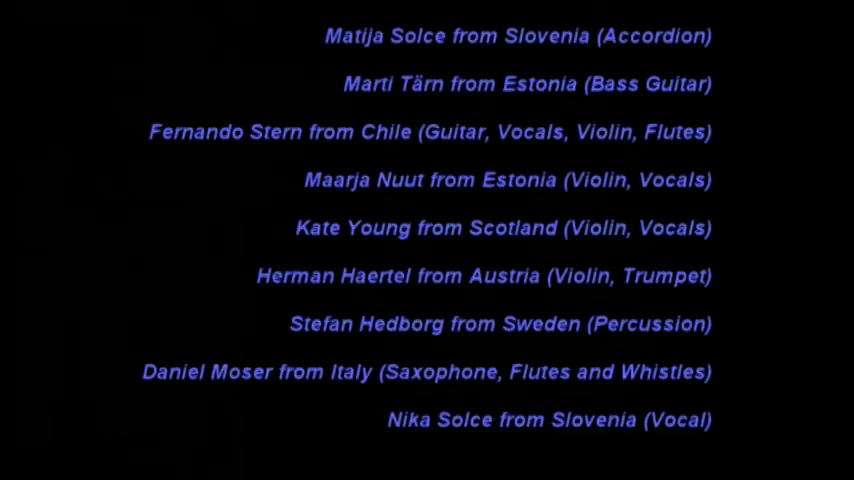 Matija Solce from Slovenia (Accordion)
Marti Tärn from Estonia (Bass Guitar)
Fernando Stern from Chile (Guitar, Vocals, Violin, Flutes)
Maarja Nuut from Estonia (Violin, Vocals)
Kate Young from Scotland (Violin, Vocals)
Herman Haertel from Austria (Violin, Trumpet)
Stefan Hedborg from Sweden (Percussion)
Daniel Moser from Italy (Saxophone, Flutes and Whistles)
Nika Solce from Slovenia (Vocal)